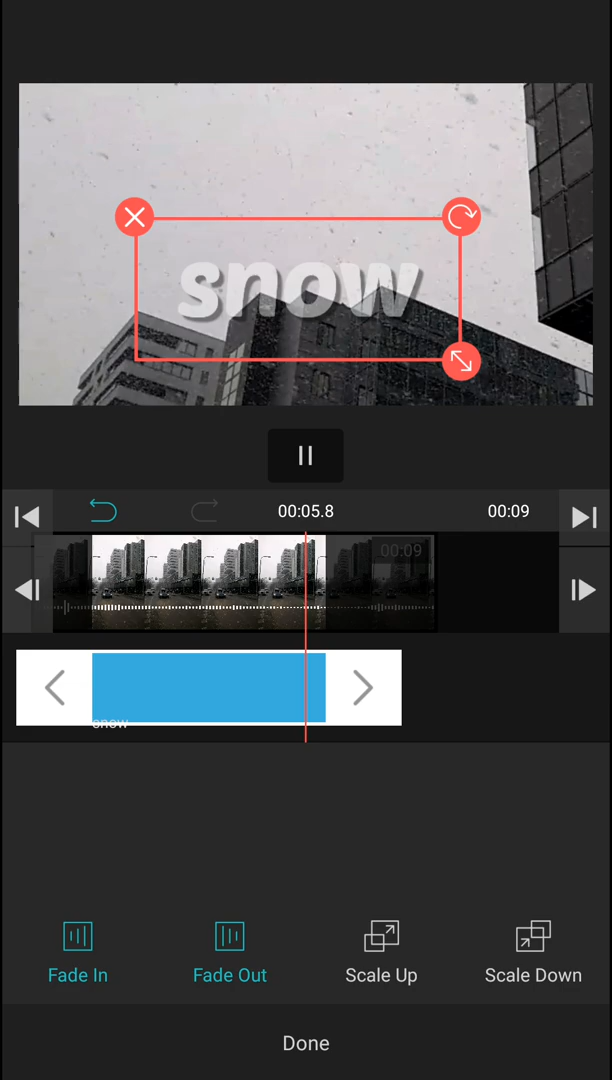 snow
00:05.8
00:09
00:09
snow
Fade In
Fade Out
Scale Up
Scale Down
Done